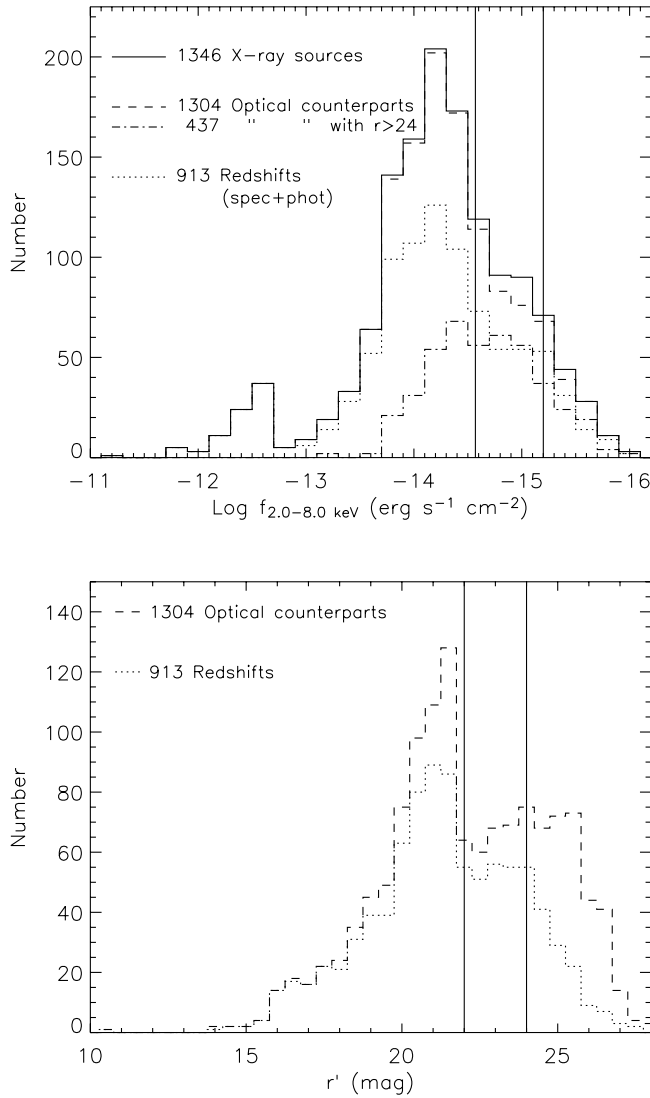 200
150
100
50
0
Number
1346 X-ray sources
1304 Optical counterparts
437 " " with r>24
913 Redshifts
(spec+phot)
-11 -12 -13 -14 -15 -16
Log f2.0-8.0 keV (erg s-1 cm-2)
140
120
100
80
60
40
20
0
Number
1304 Optical counterparts
913 Redshifts
10 15 20 25
r' (mag)